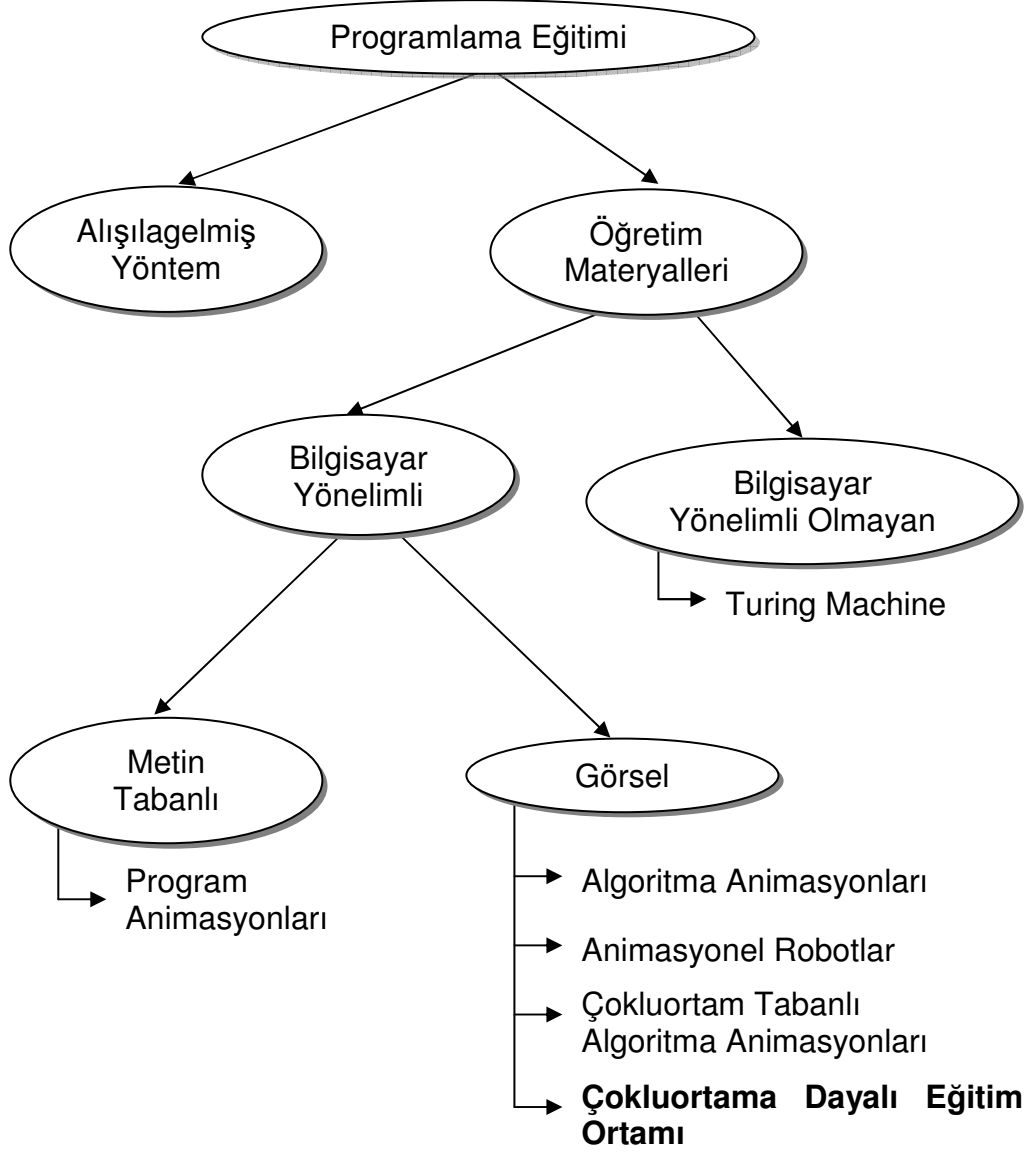 Programlama Eğitimi
Alışılagelmiş
Yöntem
Öğretim
Materyalleri
Bilgisayar
Yönelimli
Bilgisayar
Yönelimli Olmayan
Turing Machine
Metin
Tabanlı
Program
Animasyonları
Görsel
Algoritma Animasyonları
Animasyonel Robotlar
Çokluortam Tabanlı
Algoritma Animasyonları
Çokluortama Dayalı Eğitim
Ortamı